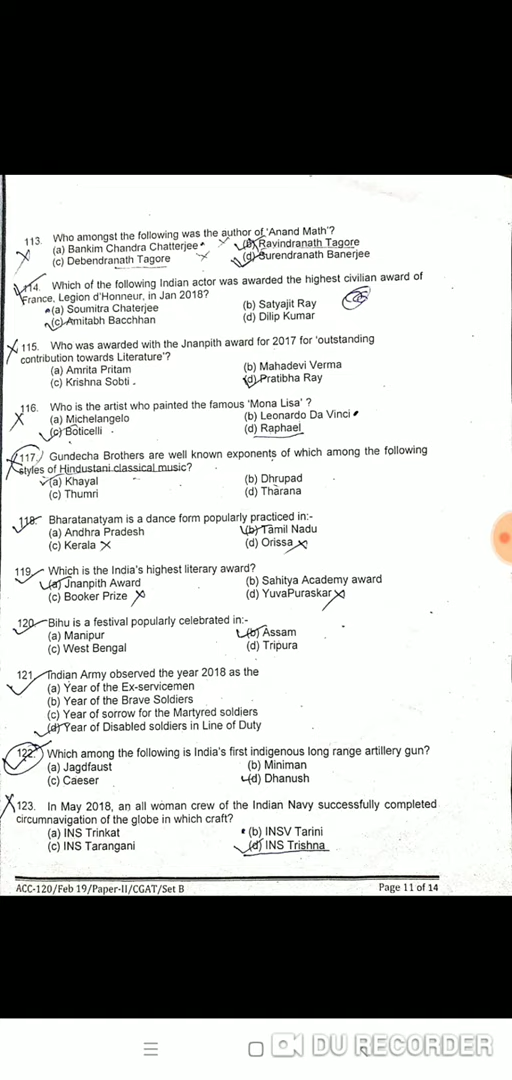 113. Who amongst the following was the author of 'Anand Math'?
(a) Bankim Chandra Chatterjee (b) Ravindranath Tagore
(c) Debendranath Tagore (d) Surendranath Banerjee
114. Which of the following Indian actor was awarded the highest civilian award of
France, Legion d'Honneur, in Jan 2018?
(a) Soumitra Chaterjee (b) Satyajit Ray
(c) Amitabh Bacchhan (d) Dilip Kumar
115. Who was awarded with the Jnanpith award for 2017 for 'outstanding
contribution towards Literature'?
(a) Amrita Pritam (b) Mahadevi Verma
(c) Krishna Sobti (d) Pratibha Ray
116. Who is the artist who painted the famous 'Mona Lisa' ?
(a) Michelangelo (b) Leonardo Da Vinci
(c) Boticelli (d) Raphael
117. Gundecha Brothers are well known exponents of which among the following
styles of Hindustani classical music?
(a) Khayal (b) Dhrupad
(c) Thumri (d) Tharana
118. Bharatanatyam is a dance form popularly practiced in:-
(a) Andhra Pradesh (b) Tamil Nadu
(c) Kerala (d) Orissa
119. Which is the India's highest literary award?
(a) Jnanpith Award (b) Sahitya Academy award
(c) Booker Prize (d) YuvaPuraskar
120. Bihu is a festival popularly celebrated in:-
(a) Manipur (b) Assam
(c) West Bengal (d) Tripura
121. Indian Army observed the year 2018 as the
(a) Year of the Ex-servicemen
(b) Year of the Brave Soldiers
(c) Year of sorrow for the Martyred soldiers
(d) Year of Disabled soldiers in Line of Duty
122. Which among the following is India's first indigenous long range artillery gun?
(a) Jagdfaust (b) Miniman
(c) Caeser (d) Dhanush
123. In May 2018, an all woman crew of the Indian Navy successfully completed
circumnavigation of the globe in which craft?
(a) INS Trinkat (b) INSV Tarini
(c) INS Tarangani (d) INS Trishna
ACC-120/Feb 19/Paper-II/CGAT/Set B Page 11 of 14
DU RECORDER